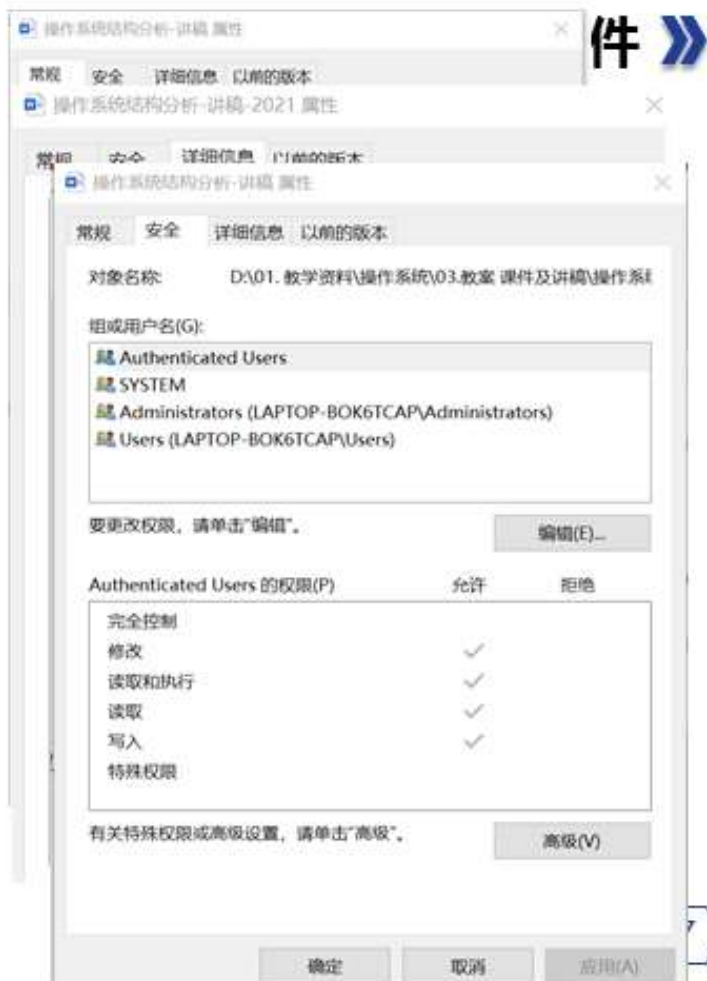 操作系统结构分析-讲稿 属性
件
常规 安全 详细信息 以前的版本
操作系统结构分析-讲稿-2021 属性
常规 安全 详细信息 以前的版本
操作系统结构分析-讲稿 属性
常规 安全 详细信息 以前的版本
对象名称: D:\01. 教学资料\操作系统\03.教案 课件及讲稿\操作系
组或用户名(G):
Authenticated Users
SYSTEM
Administrators (LAPTOP-BOK6TCAP\Administrators)
Users (LAPTOP-BOK6TCAP\Users)
要更改权限，请单击"编辑"。 编辑(E)...
Authenticated Users 的权限(P) 允许 拒绝
完全控制
修改
读取和执行
读取
写入
特殊权限
有关特殊权限或高级设置，请单击"高级"。 高级(V)
确定 取消 应用(A)